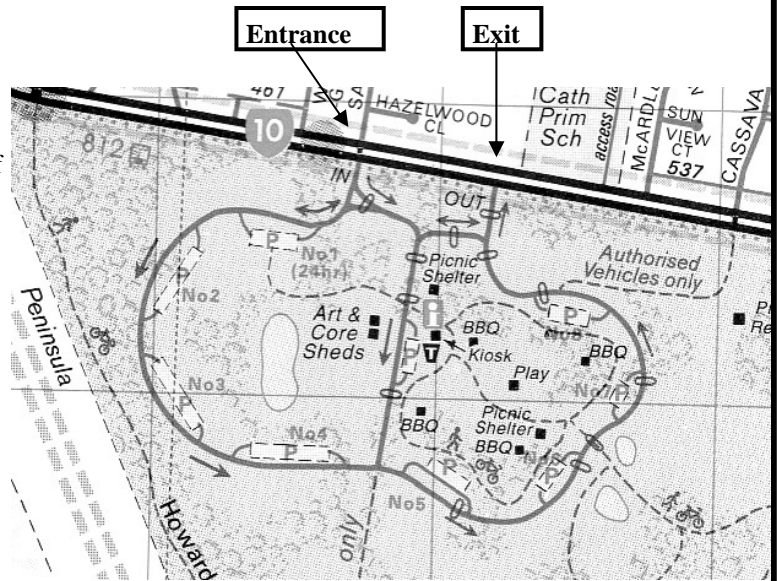 Entrance
Exit
461
HAZELWOOD
CL
Cath
Prim
Sch
access roa
McARDL
SUN
VIEW
CT
537
CASSAVA
10
812
IN
OUT
P
No1
(24hr)
P
No2
Picnic
Shelter
Authorised
Vehicles only
Peninsula
Art &
Core
Sheds
i
T
P
BBQ
Kiosk
P
BBQ
Play
P
No3
P
BBQ
Picnic
Shelter
BBQ
P
No4
P
P
No5
only
Howard